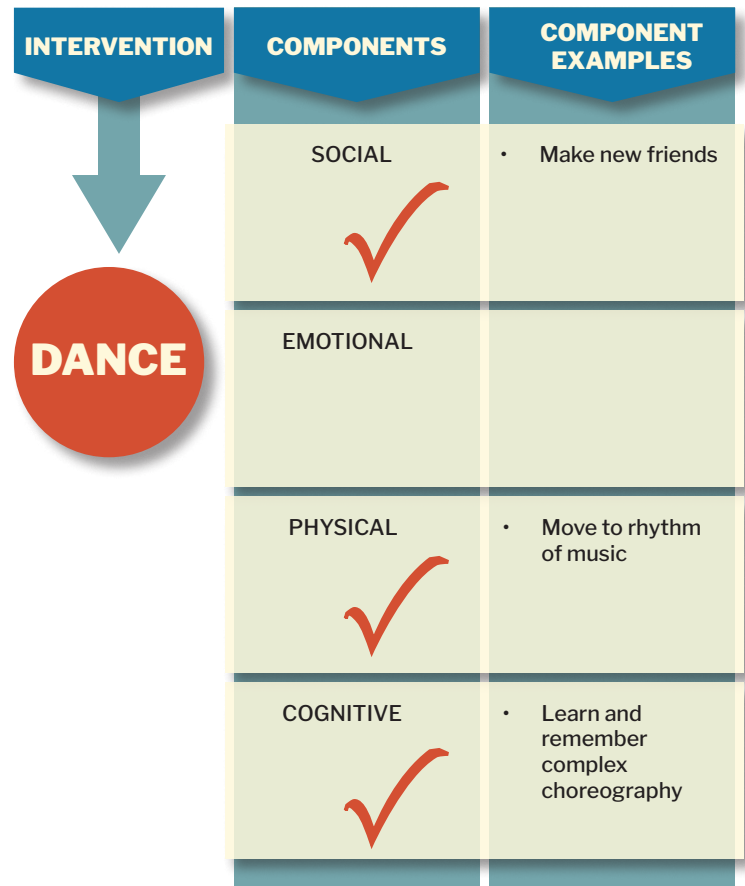 INTERVENTION
COMPONENTS
COMPONENT
EXAMPLES
DANCE
SOCIAL
• Make new friends
EMOTIONAL
PHYSICAL
• Move to rhythm
of music
COGNITIVE
• Learn and
remember
complex
choreography